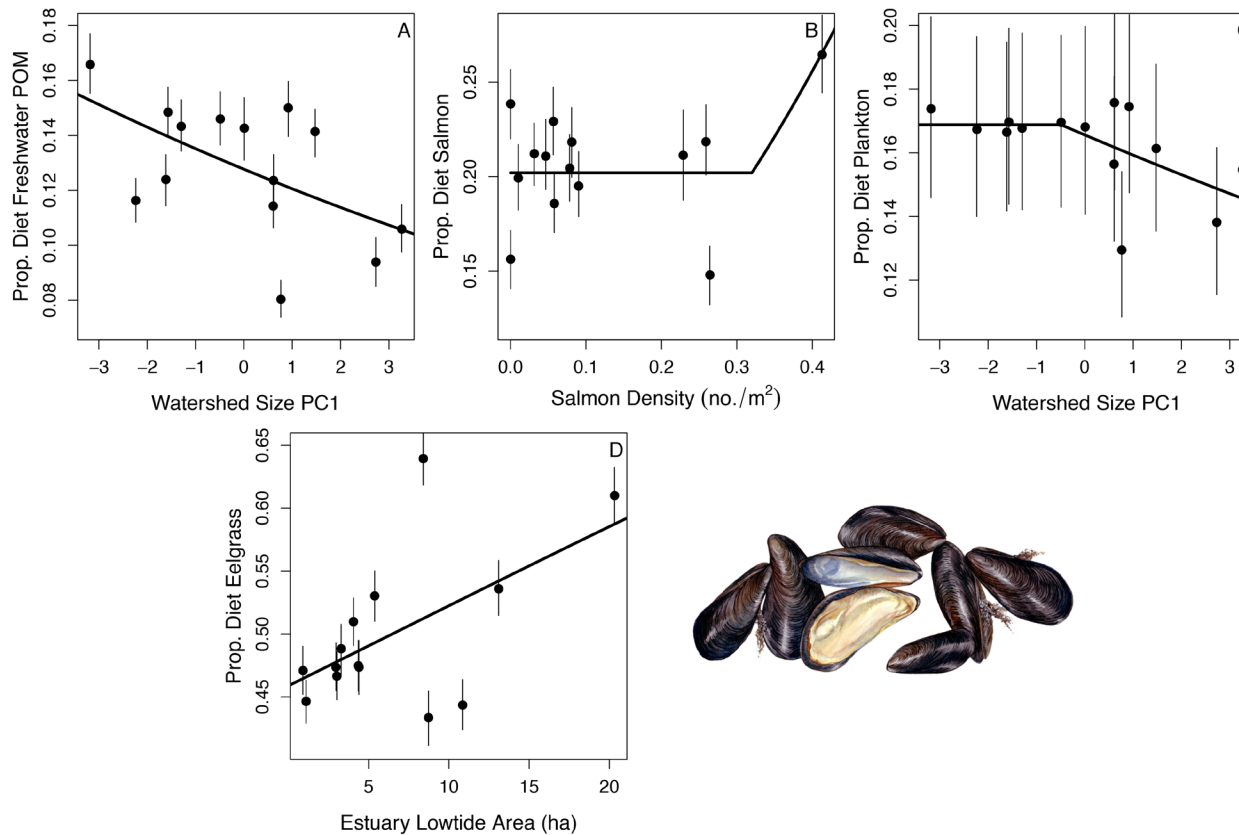 A
Prop. Diet Freshwater POM
0.18
0.16
0.14
0.12
0.10
0.08
−3 −2 −1 0 1 2 3
Watershed Size PC1
B
Prop. Diet Salmon
0.25
0.20
0.15
0.0 0.1 0.2 0.3 0.4
Salmon Density (no./m²)
Prop. Diet Plankton
0.20
0.18
0.16
0.14
0.12
−3 −2 −1 0 1 2 3
Watershed Size PC1
D
Prop. Diet Eelgrass
0.65
0.60
0.55
0.50
0.45
5 10 15 20
Estuary Lowtide Area (ha)